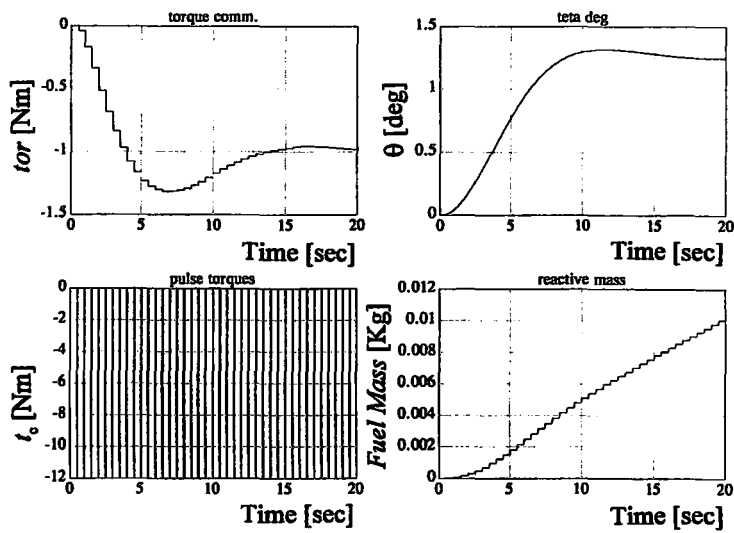 torque comm.
0
-0.5
-1
-1.5
tor [Nm]
0 5 10 15 20
Time [sec]
teta deg
1.5
1
0.5
0
θ [deg]
0 5 10 15 20
Time [sec]
pulse torques
0
-2
-4
-6
-8
-10
-12
t_c [Nm]
0 5 10 15 20
Time [sec]
reactive mass
0.012
0.01
0.008
0.006
0.004
0.002
0
Fuel Mass [Kg]
0 5 10 15 20
Time [sec]